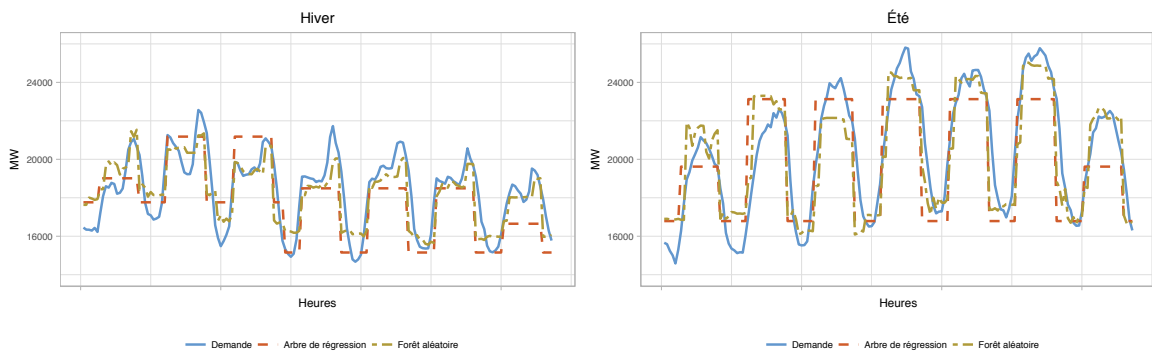 Hiver
24000
20000
16000
MW
Heures
Demande Arbre de régression Forêt aléatoire
Été
24000
20000
16000
MW
Heures
Demande Arbre de régression Forêt aléatoire